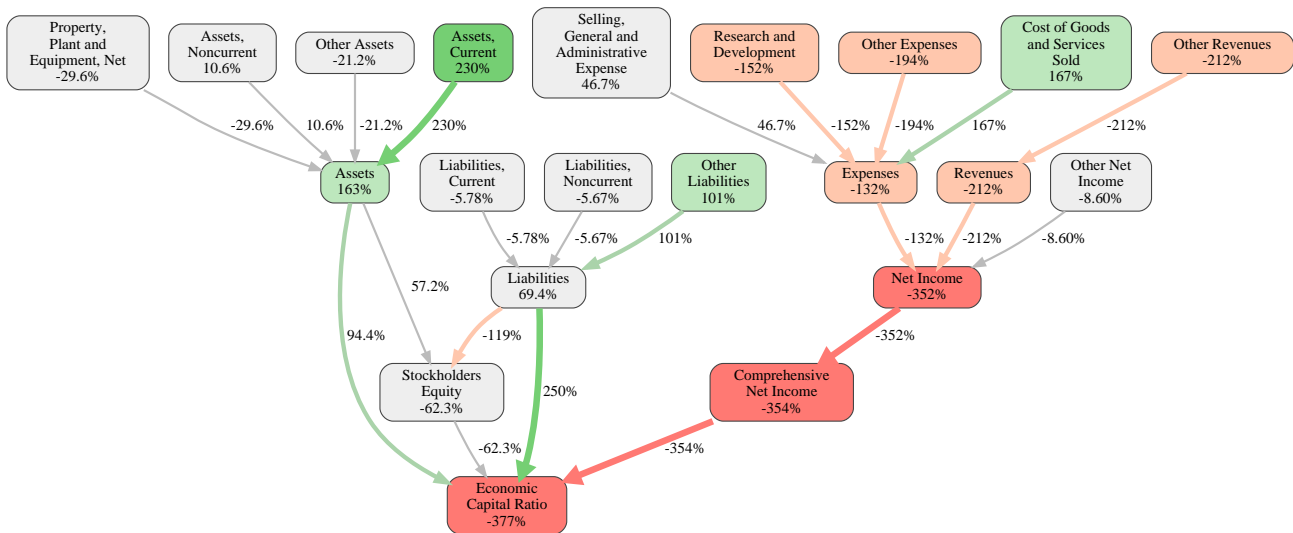 Property,
Plant and
Equipment, Net
-29.6%
Assets,
Noncurrent
10.6%
Other Assets
-21.2%
Assets,
Current
230%
Selling,
General and
Administrative
Expense
46.7%
Research and
Development
-152%
Other Expenses
-194%
Cost of Goods
and Services
Sold
167%
Other Revenues
-212%
-29.6%
10.6%
-21.2%
230%
46.7%
-152%
-194%
167%
-212%
Assets
163%
Liabilities,
Current
-5.78%
Liabilities,
Noncurrent
-5.67%
Other
Liabilities
101%
Expenses
-132%
Revenues
-212%
Other Net
Income
-8.60%
-5.78%
-5.67%
101%
-132%
-212%
-8.60%
57.2%
Liabilities
69.4%
Net Income
-352%
94.4%
-119%
-352%
Stockholders
Equity
-62.3%
250%
Comprehensive
Net Income
-354%
-62.3%
-354%
Economic
Capital Ratio
-377%